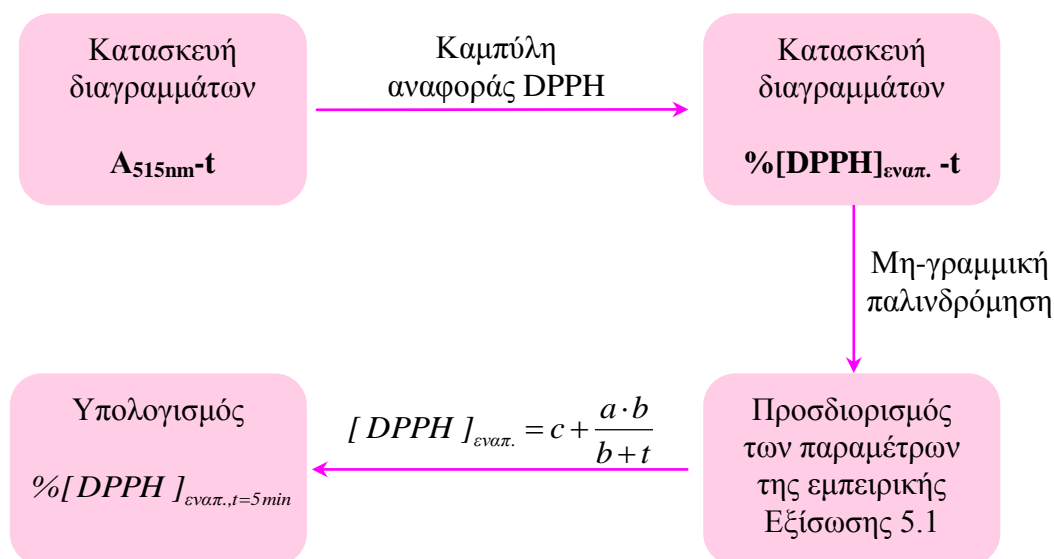 Κατασκευή
διαγραμμάτων
A₅₁₅nm-t
Καμπύλη
αναφοράς DPPH
Κατασκευή
διαγραμμάτων
%[DPPH]εναπ. -t
Μη-γραμμική
παλινδρόμηση
Προσδιορισμός
των παραμέτρων
της εμπειρικής
Εξίσωσης 5.1
[ DPPH ]εναπ. = c + a · b / b + t
Υπολογισμός
%[ DPPH ]εναπ.,t=5min